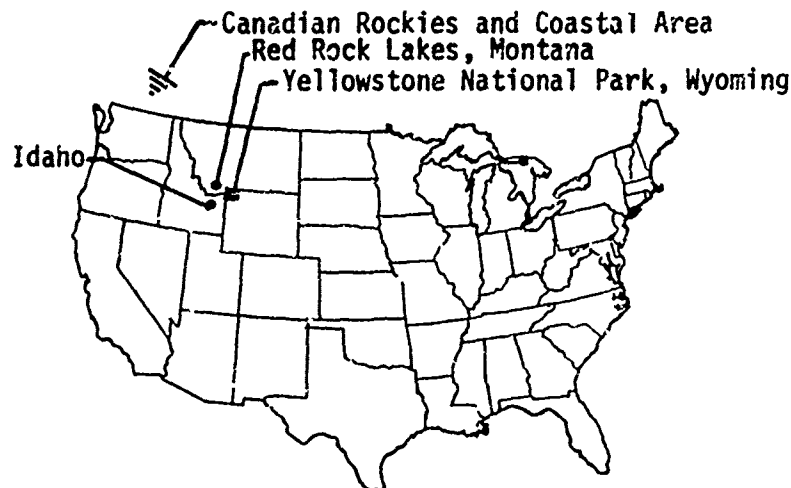 Canadian Rockies and Coastal Area
Red Rock Lakes, Montana
Yellowstone National Park, Wyoming
Idaho